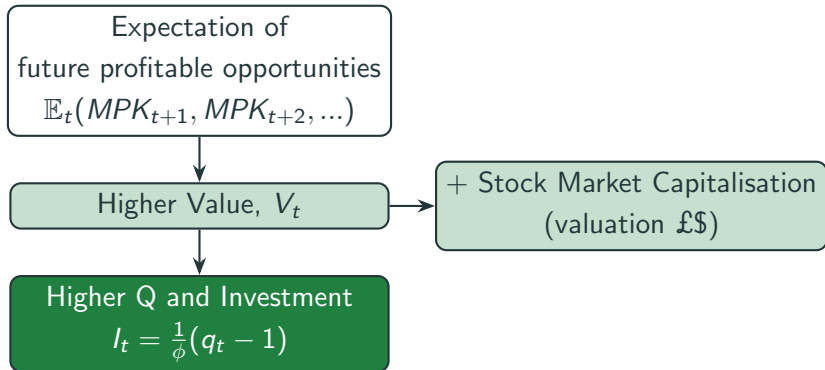 Expectation of
future profitable opportunities
𝔼ₜ(MPKₜ₊₁, MPKₜ₊₂, ...)
Higher Value, Vₜ
+ Stock Market Capitalisation
(valuation £$)
Higher Q and Investment
Iₜ = \frac{1}{ϕ}(qₜ − 1)